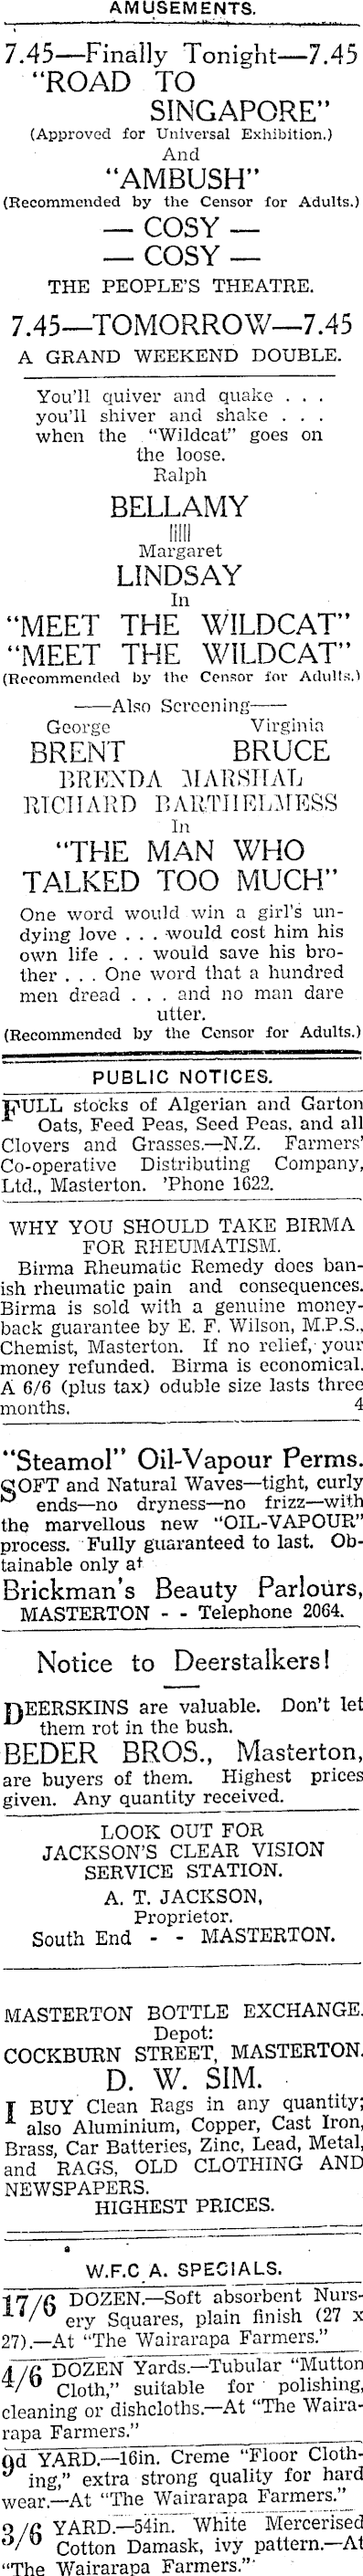 AMUSEMENTS.
7.45—Finally Tonight—7.45
"ROAD TO
SINGAPORE"
(Approved for Universal Exhibition.)
And
"AMBUSH"
(Recommended by the Censor for Adults.)
— COSY —
— COSY —
THE PEOPLE'S THEATRE.
7.45—TOMORROW—7.45
A GRAND WEEKEND DOUBLE.
You'll quiver and quake . . .
you'll shiver and shake . . .
when the "Wildcat" goes on
the loose.
Ralph
BELLAMY
lilll
Margaret
LINDSAY
In
"MEET THE WILDCAT"
"MEET THE WILDCAT"
(Recommended by the Censor for Adults.)
——Also Screening——
George Virginia
BRENT BRUCE
BRENDA MARSHAL
RICHARD BARTHELMESS
In
"THE MAN WHO
TALKED TOO MUCH"
One word would win a girl's un-
dying love . . . would cost him his
own life . . . would save his bro-
ther . . . One word that a hundred
men dread . . . and no man dare
utter.
(Recommended by the Censor for Adults.)
PUBLIC NOTICES.
FULL stocks of Algerian and Garton
Oats, Feed Peas, Seed Peas, and all
Clovers and Grasses.—N.Z. Farmers'
Co-operative Distributing Company,
Ltd., Masterton. 'Phone 1622.
WHY YOU SHOULD TAKE BIRMA
FOR RHEUMATISM.
Birma Rheumatic Remedy does ban-
ish rheumatic pain and consequences.
Birma is sold with a genuine money-
back guarantee by E. F. Wilson, M.P.S.,
Chemist, Masterton. If no relief, your
money refunded. Birma is economical.
A 6/6 (plus tax) oduble size lasts three
months. 4
"Steamol" Oil-Vapour Perms.
SOFT and Natural Waves—tight, curly
ends—no dryness—no frizz—with
the marvellous new "OIL-VAPOUR"
process. Fully guaranteed to last. Ob-
tainable only at
Brickman's Beauty Parlours,
MASTERTON - - Telephone 2064.
Notice to Deerstalkers!
DEERSKINS are valuable. Don't let
them rot in the bush.
BEDER BROS., Masterton,
are buyers of them. Highest prices
given. Any quantity received.
LOOK OUT FOR
JACKSON'S CLEAR VISION
SERVICE STATION.
A. T. JACKSON,
Proprietor.
South End - - MASTERTON.
MASTERTON BOTTLE EXCHANGE.
Depot:
COCKBURN STREET, MASTERTON.
D. W. SIM.
I BUY Clean Rags in any quantity;
also Aluminium, Copper, Cast Iron,
Brass, Car Batteries, Zinc, Lead, Metal,
and RAGS, OLD CLOTHING AND
NEWSPAPERS.
HIGHEST PRICES.
W.F.C.A. SPECIALS.
17/6 DOZEN.—Soft absorbent Nurs-
ery Squares, plain finish (27 x
27).—At "The Wairarapa Farmers."
4/6 DOZEN Yards.—Tubular "Mutton
Cloth," suitable for polishing,
cleaning or dishcloths.—At "The Waira-
rapa Farmers."
9d YARD.—16in. Creme "Floor Cloth-
ing," extra strong quality for hard
wear.—At "The Wairarapa Farmers."
3/6 YARD.—54in. White Mercerised
Cotton Damask, ivy pattern.—At
"The Wairarapa Farmers."